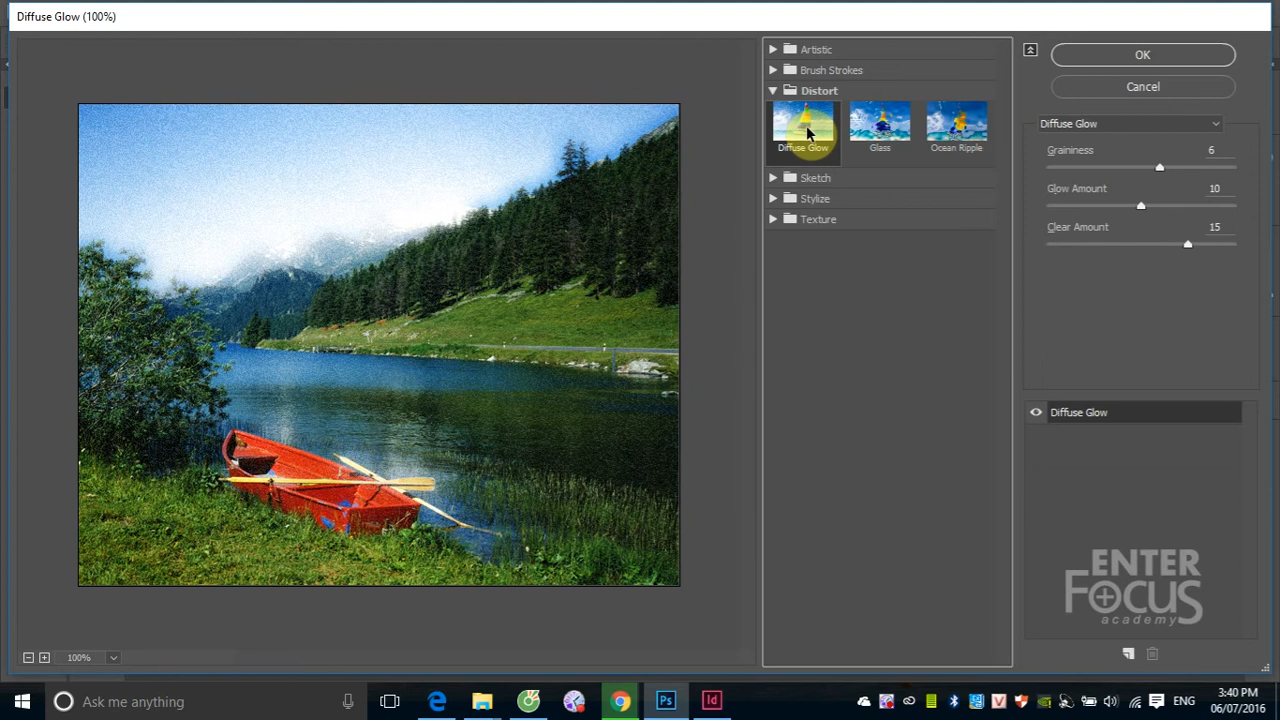 Diffuse Glow (100%)
Artistic
Brush Strokes
Distort
Diffuse Glow
Glass
Ocean Ripple
Sketch
Stylize
Texture
OK
Cancel
Diffuse Glow
Graininess 6
Glow Amount 10
Clear Amount 15
Diffuse Glow
ENTER
FOCUS
academy
100%
Ask me anything
Ps
Id
V
ENG
3:40 PM
06/07/2016